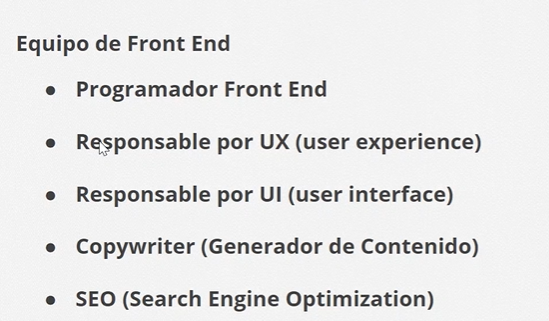 Equipo de Front End
● Programador Front End
● Responsable por UX (user experience)
● Responsable por UI (user interface)
● Copywriter (Generador de Contenido)
● SEO (Search Engine Optimization)